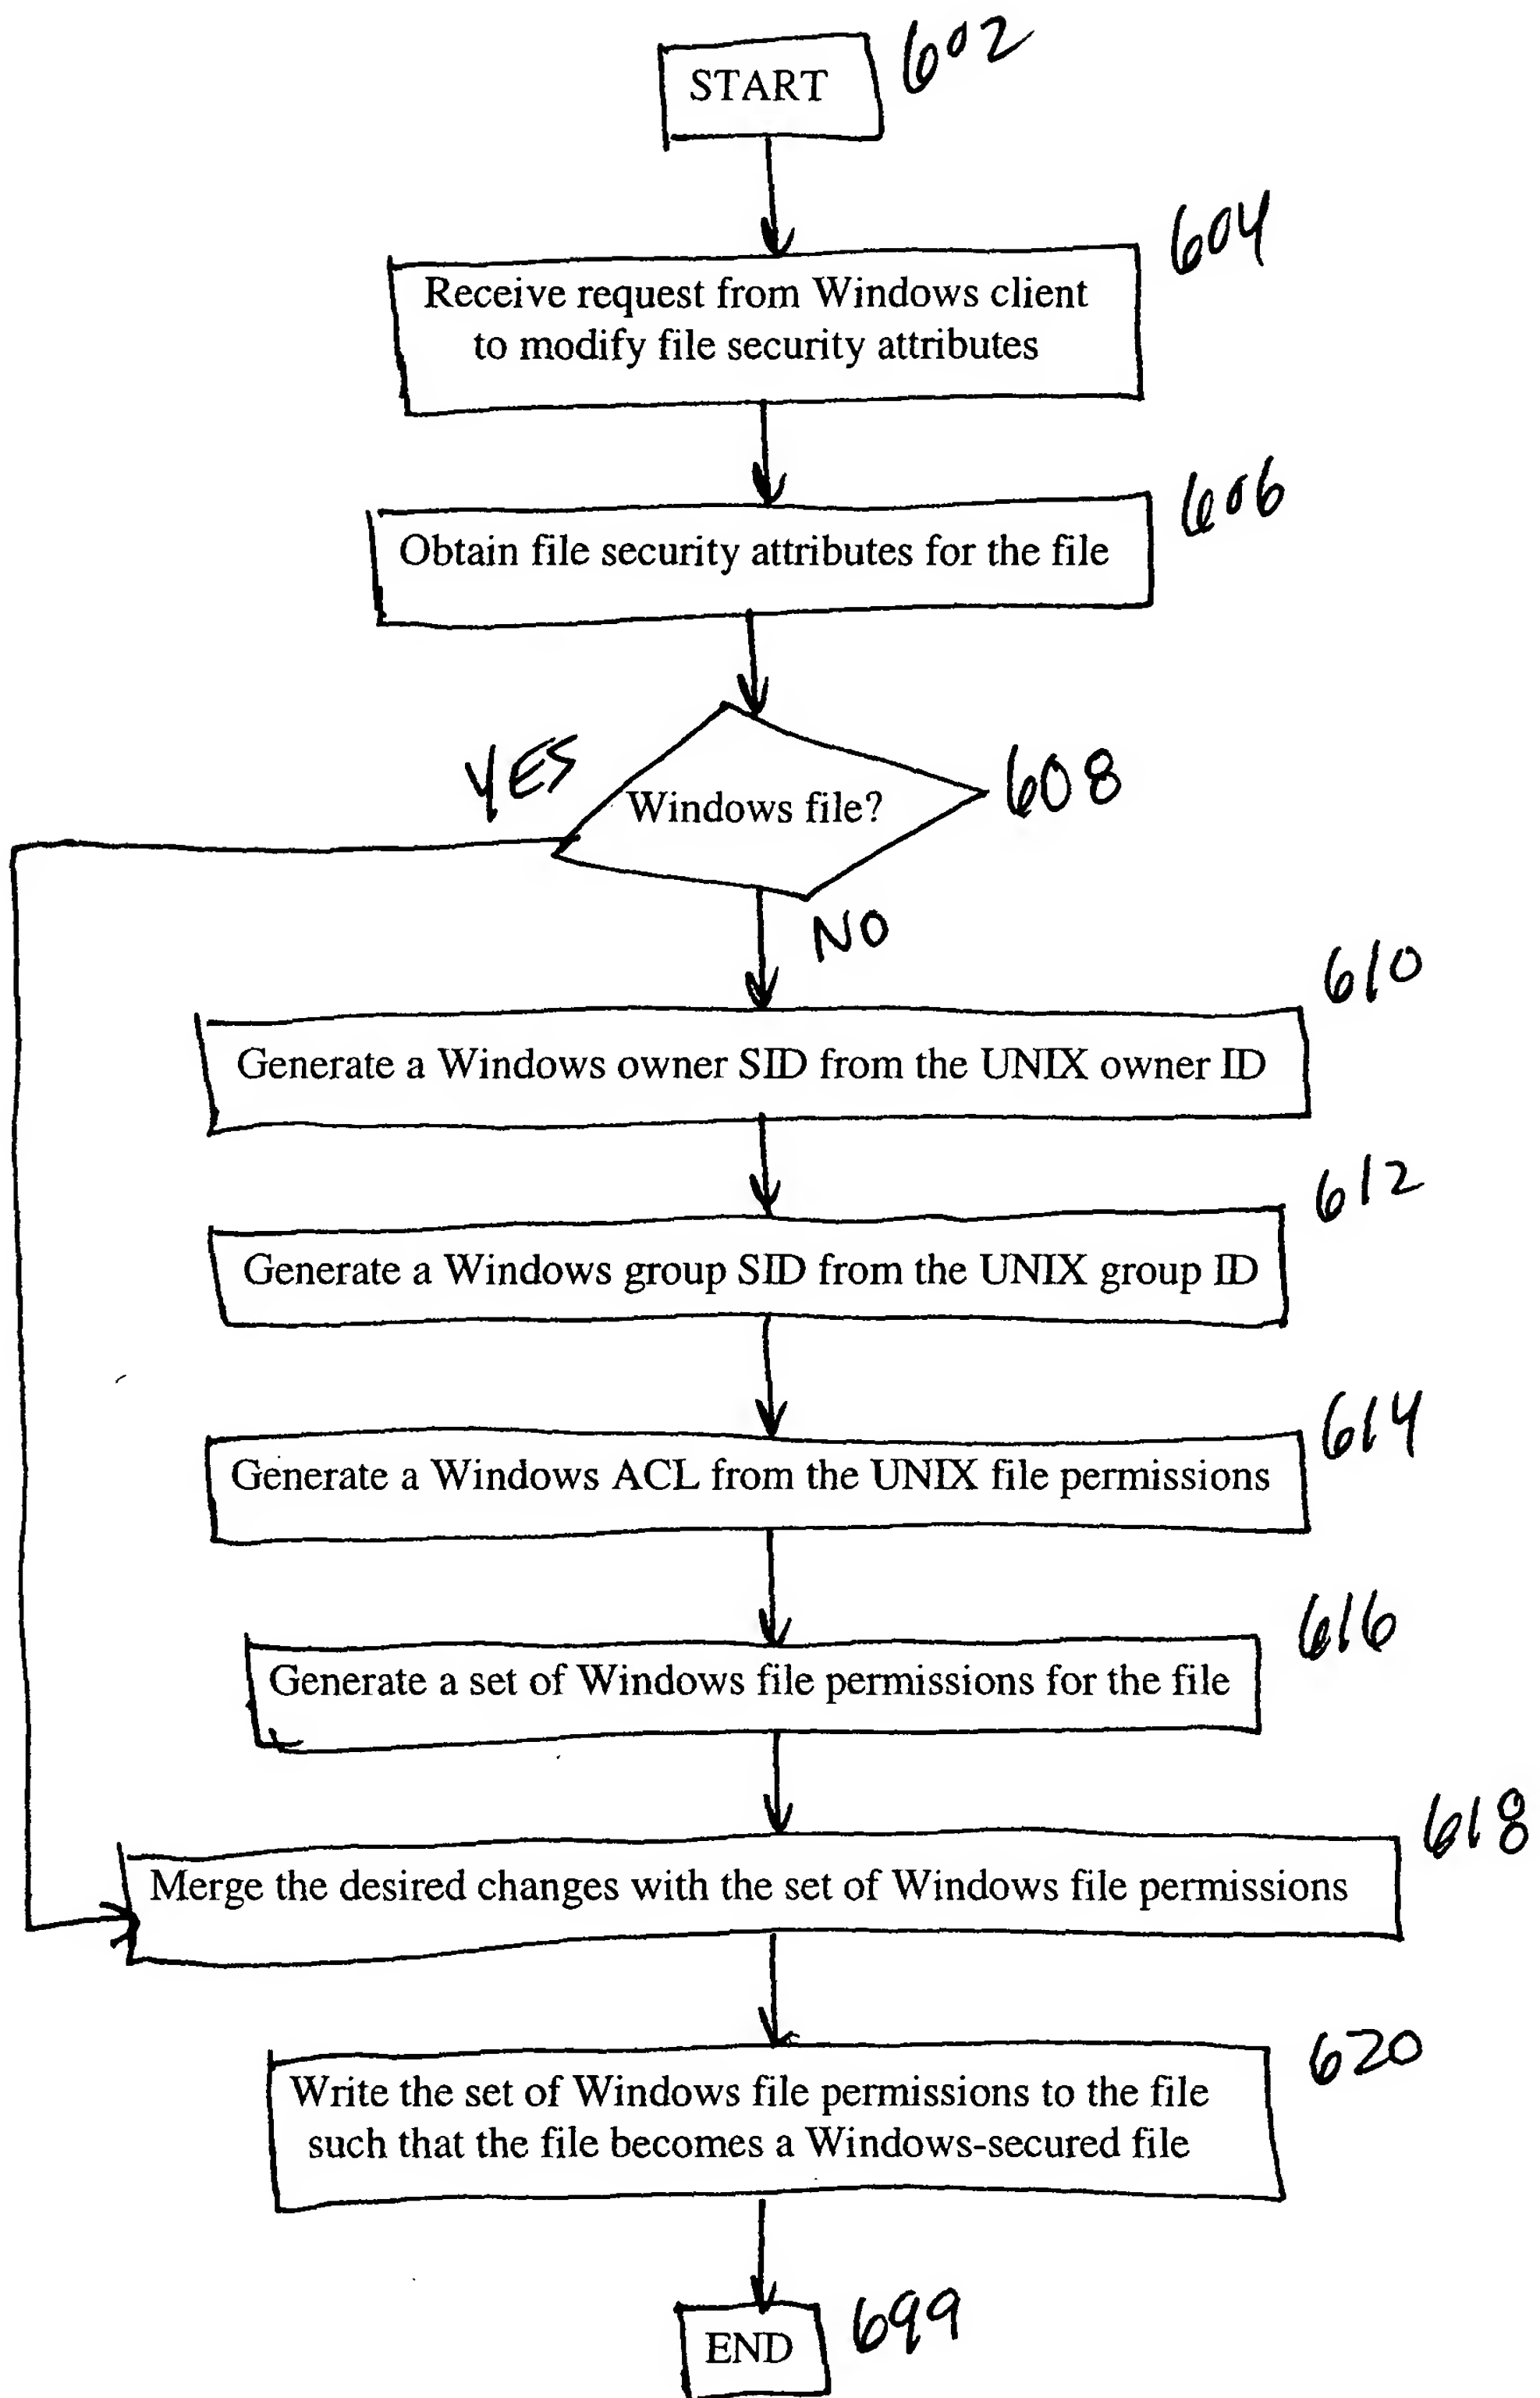 START
602
Receive request from Windows client
to modify file security attributes
604
Obtain file security attributes for the file
606
YES
Windows file?
608
NO
610
Generate a Windows owner SID from the UNIX owner ID
612
Generate a Windows group SID from the UNIX group ID
614
Generate a Windows ACL from the UNIX file permissions
616
Generate a set of Windows file permissions for the file
618
Merge the desired changes with the set of Windows file permissions
620
Write the set of Windows file permissions to the file
such that the file becomes a Windows-secured file
END
699